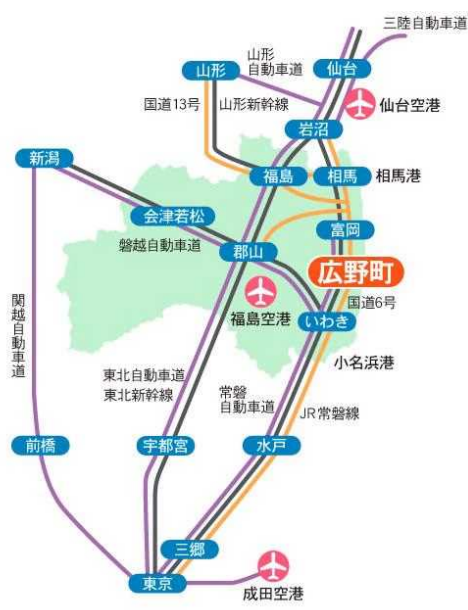 三陸自動車道
山形
自動車道
山形
仙台
国道13号
山形新幹線
仙台空港
岩沼
新潟
福島
相馬
相馬港
会津若松
富岡
磐越自動車道
郡山
広野町
福島空港
国道6号
いわき
関越自動車道
小名浜港
東北自動車道
東北新幹線
常磐
自動車道
JR常磐線
前橋
宇都宮
水戸
三郷
東京
成田空港